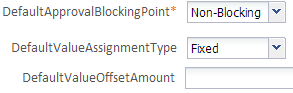 DefaultApprovalBlockingPoint* Non-Blocking
DefaultValueAssignmentType Fixed
DefaultValueOffsetAmount